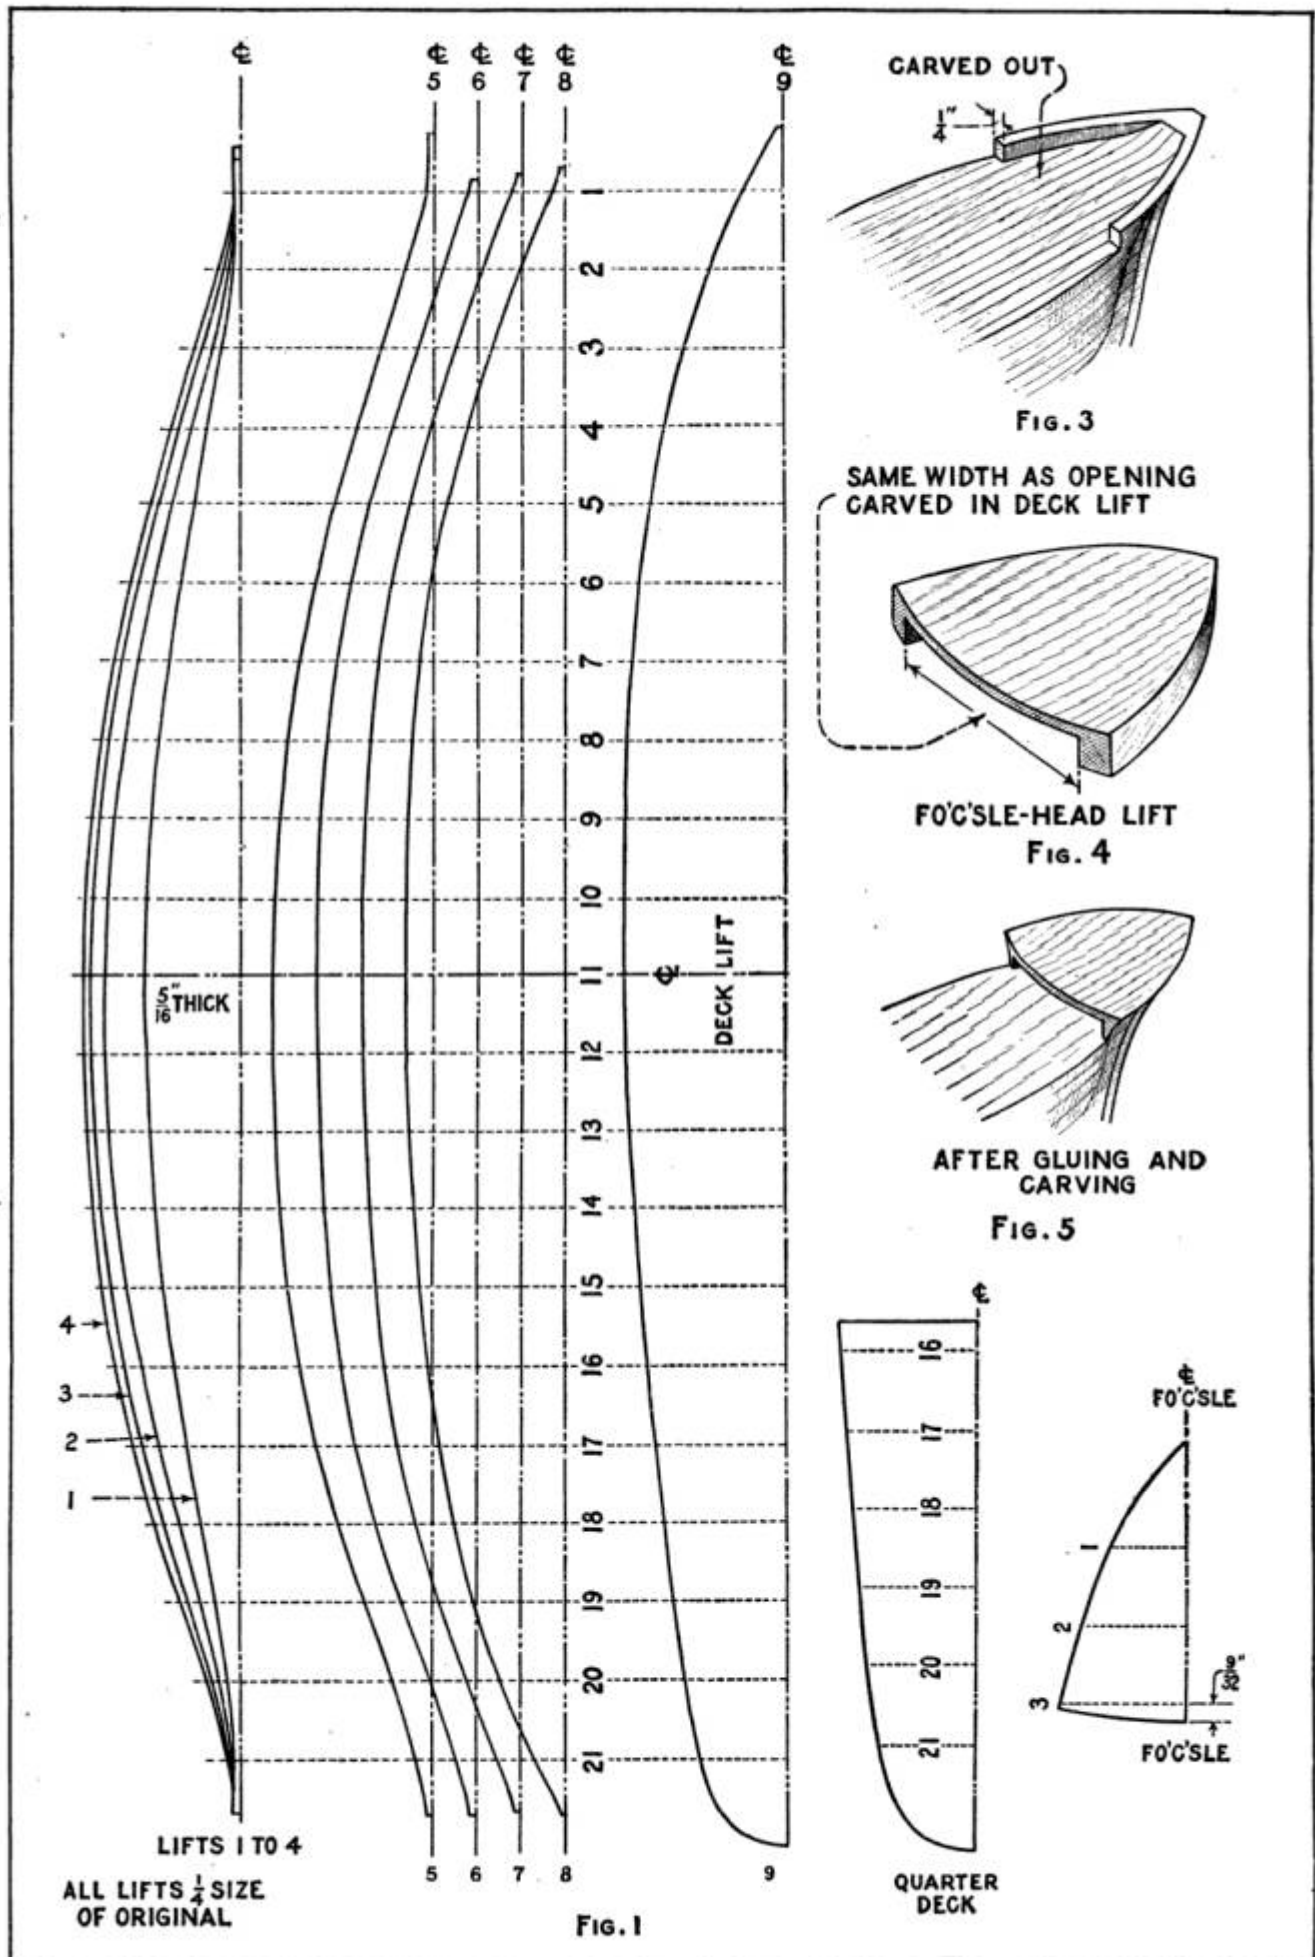 ℄
℄ ℄ ℄ ℄
5 6 7 8
℄
9
1
2
3
4
5
6
7
8
9
10
11
12
13
14
15
16
17
18
19
20
21
5/16" THICK
℄
DECK LIFT
4
3
2
1
LIFTS 1 TO 4
5 6 7 8
9
ALL LIFTS 1/4 SIZE
OF ORIGINAL
FIG. 1
CARVED OUT
1/4"
FIG. 3
SAME WIDTH AS OPENING
CARVED IN DECK LIFT
FO'C'SLE-HEAD LIFT
FIG. 4
AFTER GLUING AND
CARVING
FIG. 5
℄
16
17
18
19
20
21
QUARTER
DECK
℄
FO'C'SLE
1
2
3
FO'C'SLE